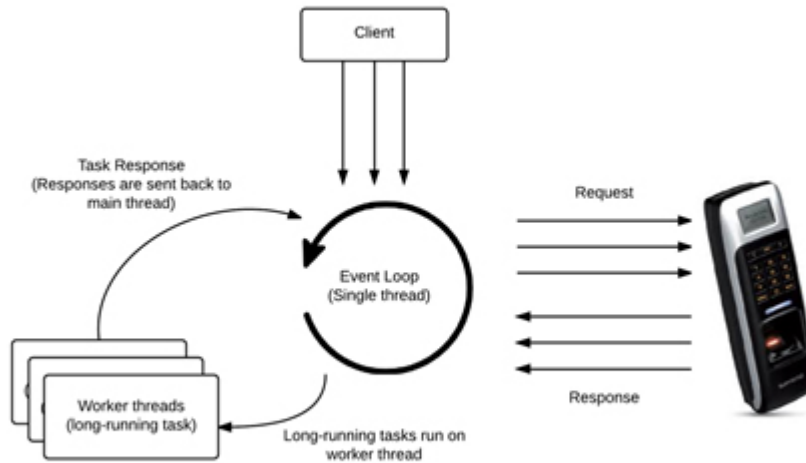 Client
Task Response
(Responses are sent back to
main thread)
Request
Event Loop
(Single thread)
Worker threads
(long-running task)
Response
Long-running tasks run on
worker thread